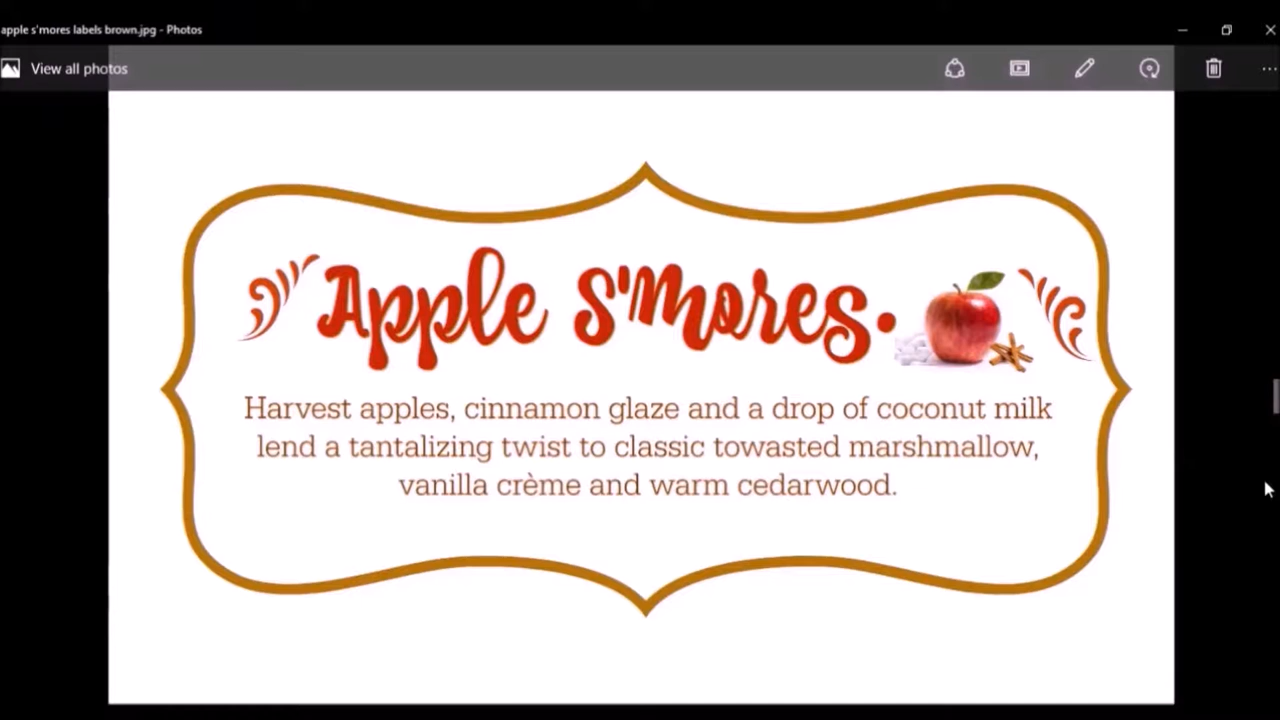 apple s'mores labels brown.jpg - Photos
View all photos
Apple S'Mores
Harvest apples, cinnamon glaze and a drop of coconut milk
lend a tantalizing twist to classic towasted marshmallow,
vanilla crème and warm cedarwood.